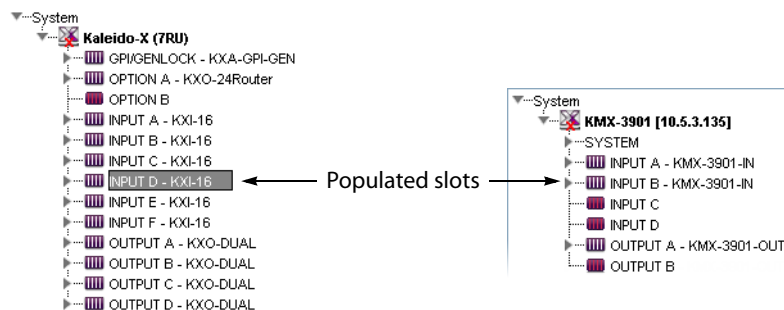 System
Kaleido-X (7RU)
GPI/GENLOCK - KXA-GPI-GEN
OPTION A - KXO-24Router
OPTION B
INPUT A - KXI-16
INPUT B - KXI-16
INPUT C - KXI-16
INPUT D - KXI-16
INPUT E - KXI-16
INPUT F - KXI-16
OUTPUT A - KXO-DUAL
OUTPUT B - KXO-DUAL
OUTPUT C - KXO-DUAL
OUTPUT D - KXO-DUAL
Populated slots
System
KMX-3901 [10.5.3.135]
SYSTEM
INPUT A - KMX-3901-IN
INPUT B - KMX-3901-IN
INPUT C
INPUT D
OUTPUT A - KMX-3901-OUT
OUTPUT B